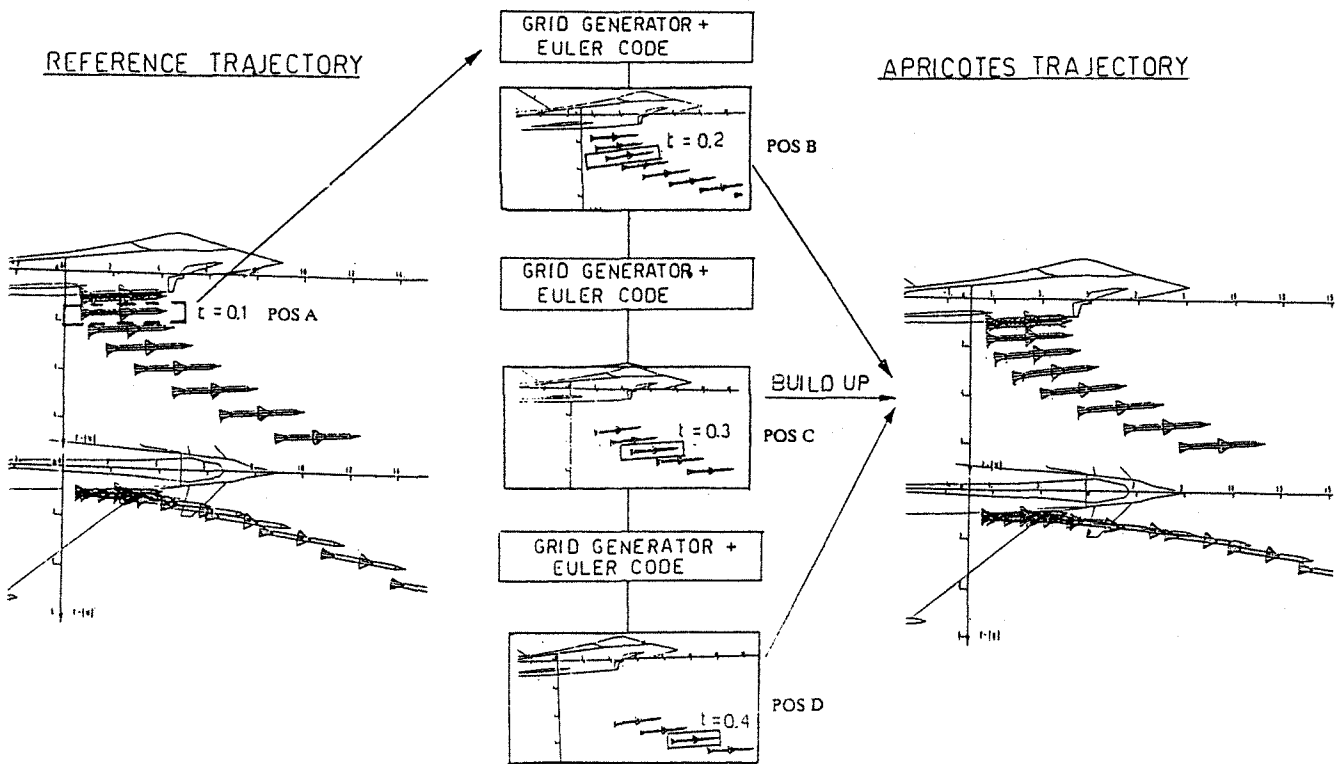 REFERENCE TRAJECTORY
t = 0.1 POS A
GRID GENERATOR +
EULER CODE
t = 0.2
POS B
GRID GENERATOR +
EULER CODE
t = 0.3
POS C
GRID GENERATOR +
EULER CODE
t = 0.4
POS D
BUILD UP
APRICOTES TRAJECTORY